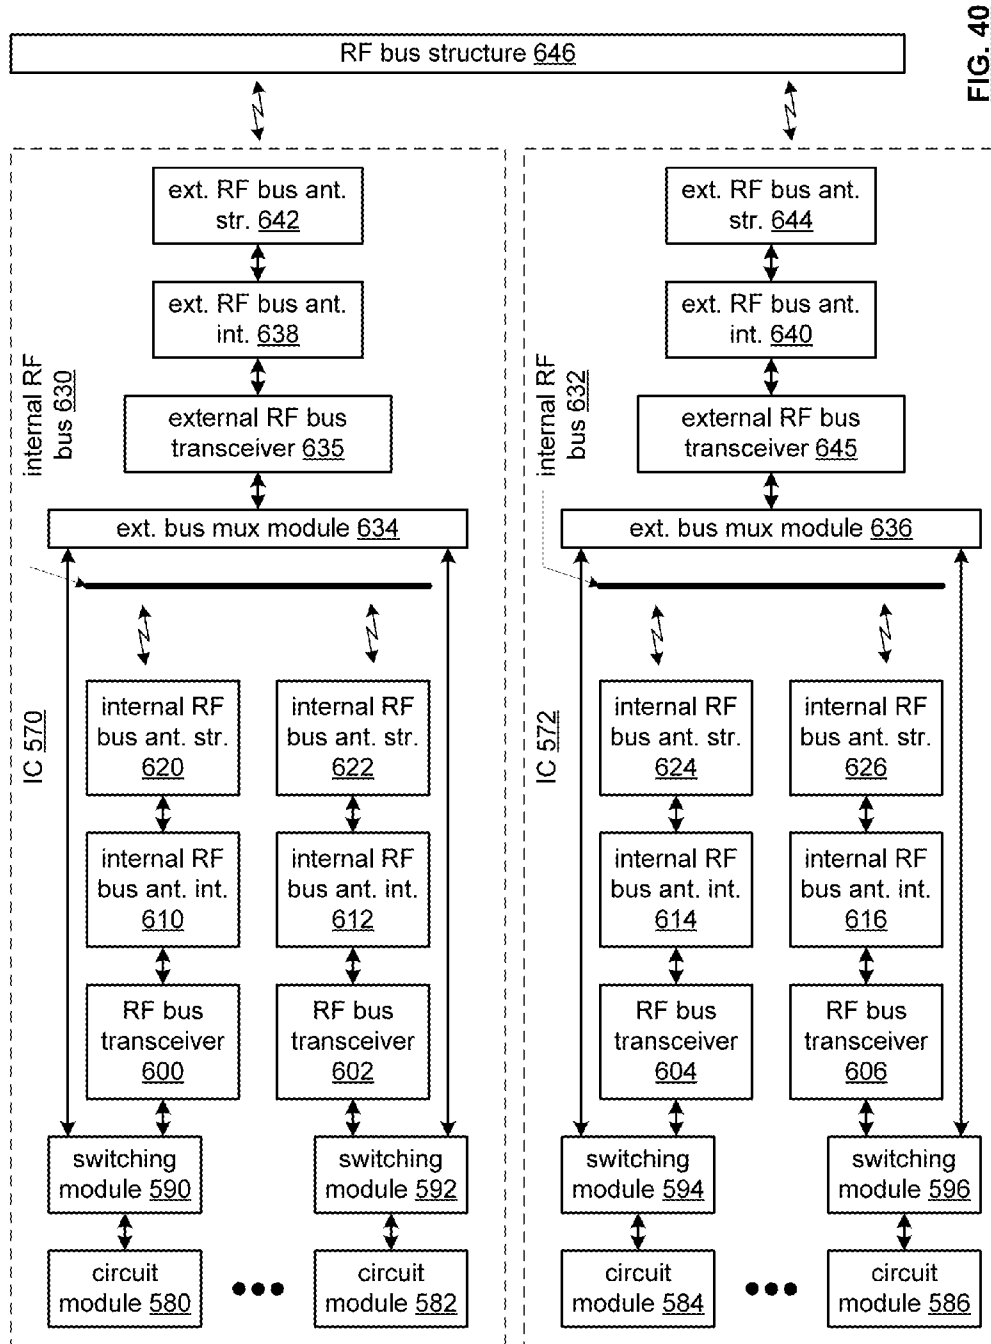 FIG. 40
RF bus structure 646
ext. RF bus ant.
str. 642
ext. RF bus ant.
int. 638
internal RF
bus 630
external RF bus
transceiver 635
ext. bus mux module 634
IC 570
internal RF
bus ant. str.
620
internal RF
bus ant. str.
622
internal RF
bus ant. int.
610
internal RF
bus ant. int.
612
RF bus
transceiver
600
RF bus
transceiver
602
switching
module 590
switching
module 592
circuit
module 580
circuit
module 582
ext. RF bus ant.
str. 644
ext. RF bus ant.
int. 640
internal RF
bus 632
external RF bus
transceiver 645
ext. bus mux module 636
IC 572
internal RF
bus ant. str.
624
internal RF
bus ant. str.
626
internal RF
bus ant. int.
614
internal RF
bus ant. int.
616
RF bus
transceiver
604
RF bus
transceiver
606
switching
module 594
switching
module 596
circuit
module 584
circuit
module 586